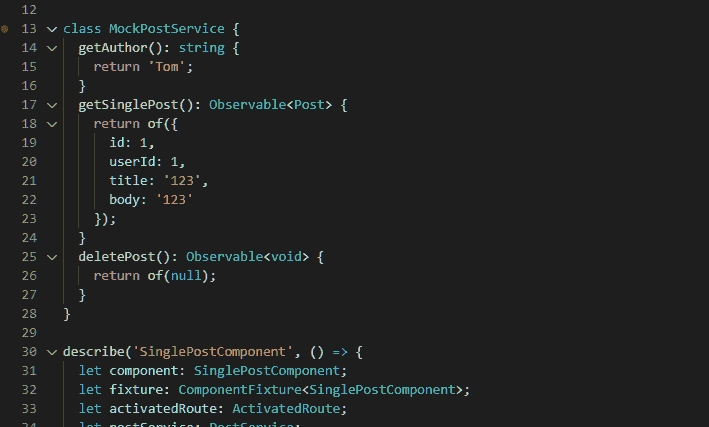 12
13 class MockPostService {
14 getAuthor(): string {
15 return 'Tom';
16 }
17 getSinglePost(): Observable<Post> {
18 return of({
19 id: 1,
20 userId: 1,
21 title: '123',
22 body: '123'
23 });
24 }
25 deletePost(): Observable<void> {
26 return of(null);
27 }
28 }
29
30 describe('SinglePostComponent', () => {
31 let component: SinglePostComponent;
32 let fixture: ComponentFixture<SinglePostComponent>;
33 let activatedRoute: ActivatedRoute;
34 let postService: PostService;